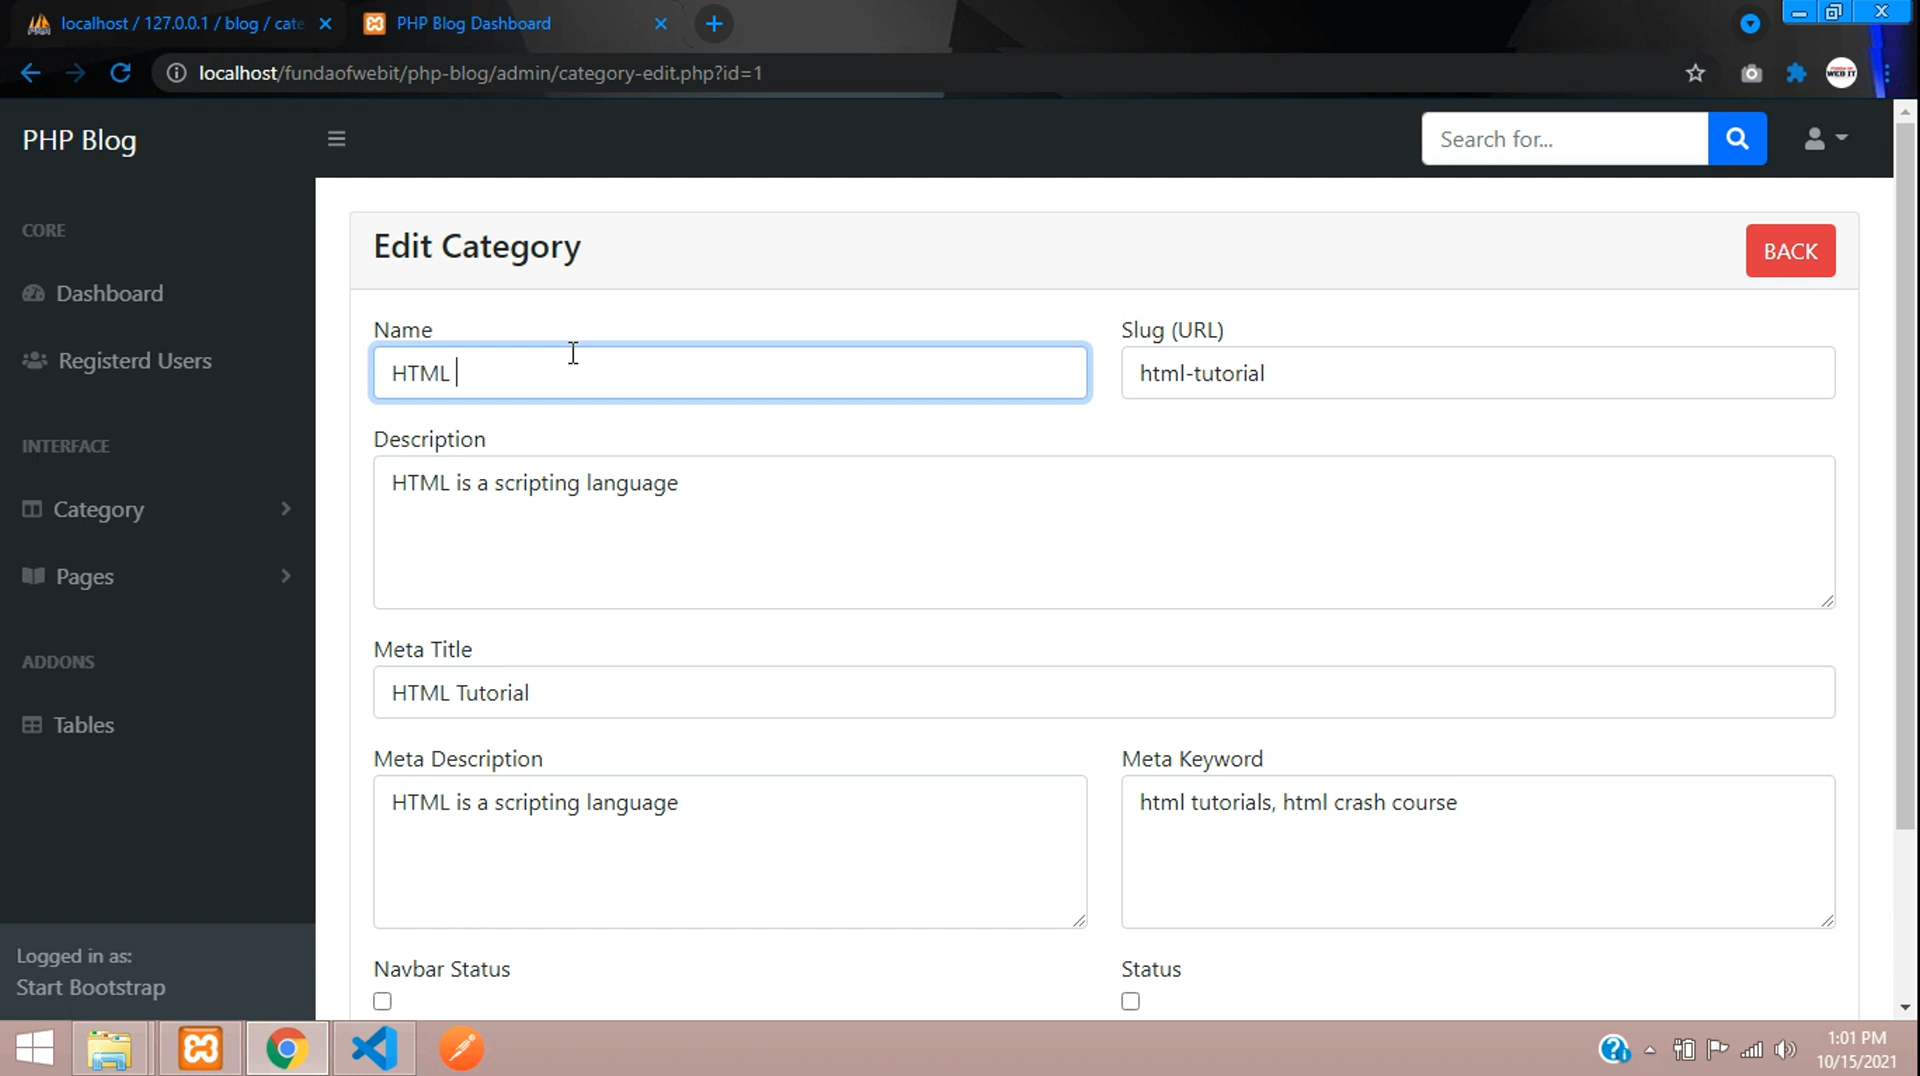 localhost / 127.0.0.1 / blog / cate
PHP Blog Dashboard
localhost/fundaofwebit/php-blog/admin/category-edit.php?id=1
WEB IT
PHP Blog
Search for...
CORE
Dashboard
Registerd Users
INTERFACE
Category
Pages
ADDONS
Tables
Logged in as:
Start Bootstrap
Edit Category
BACK
Name
HTML
Slug (URL)
html-tutorial
Description
HTML is a scripting language
Meta Title
HTML Tutorial
Meta Description
HTML is a scripting language
Meta Keyword
html tutorials, html crash course
Navbar Status
Status
1:01 PM
10/15/2021